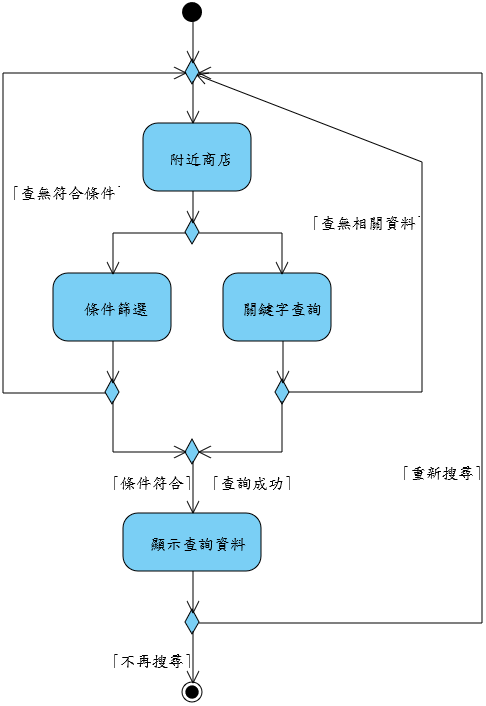 附近商店
「查無符合條件」
「查無相關資料」
條件篩選
關鍵字查詢
「重新搜尋」
「條件符合」
「查詢成功」
顯示查詢資料
「不再搜尋」